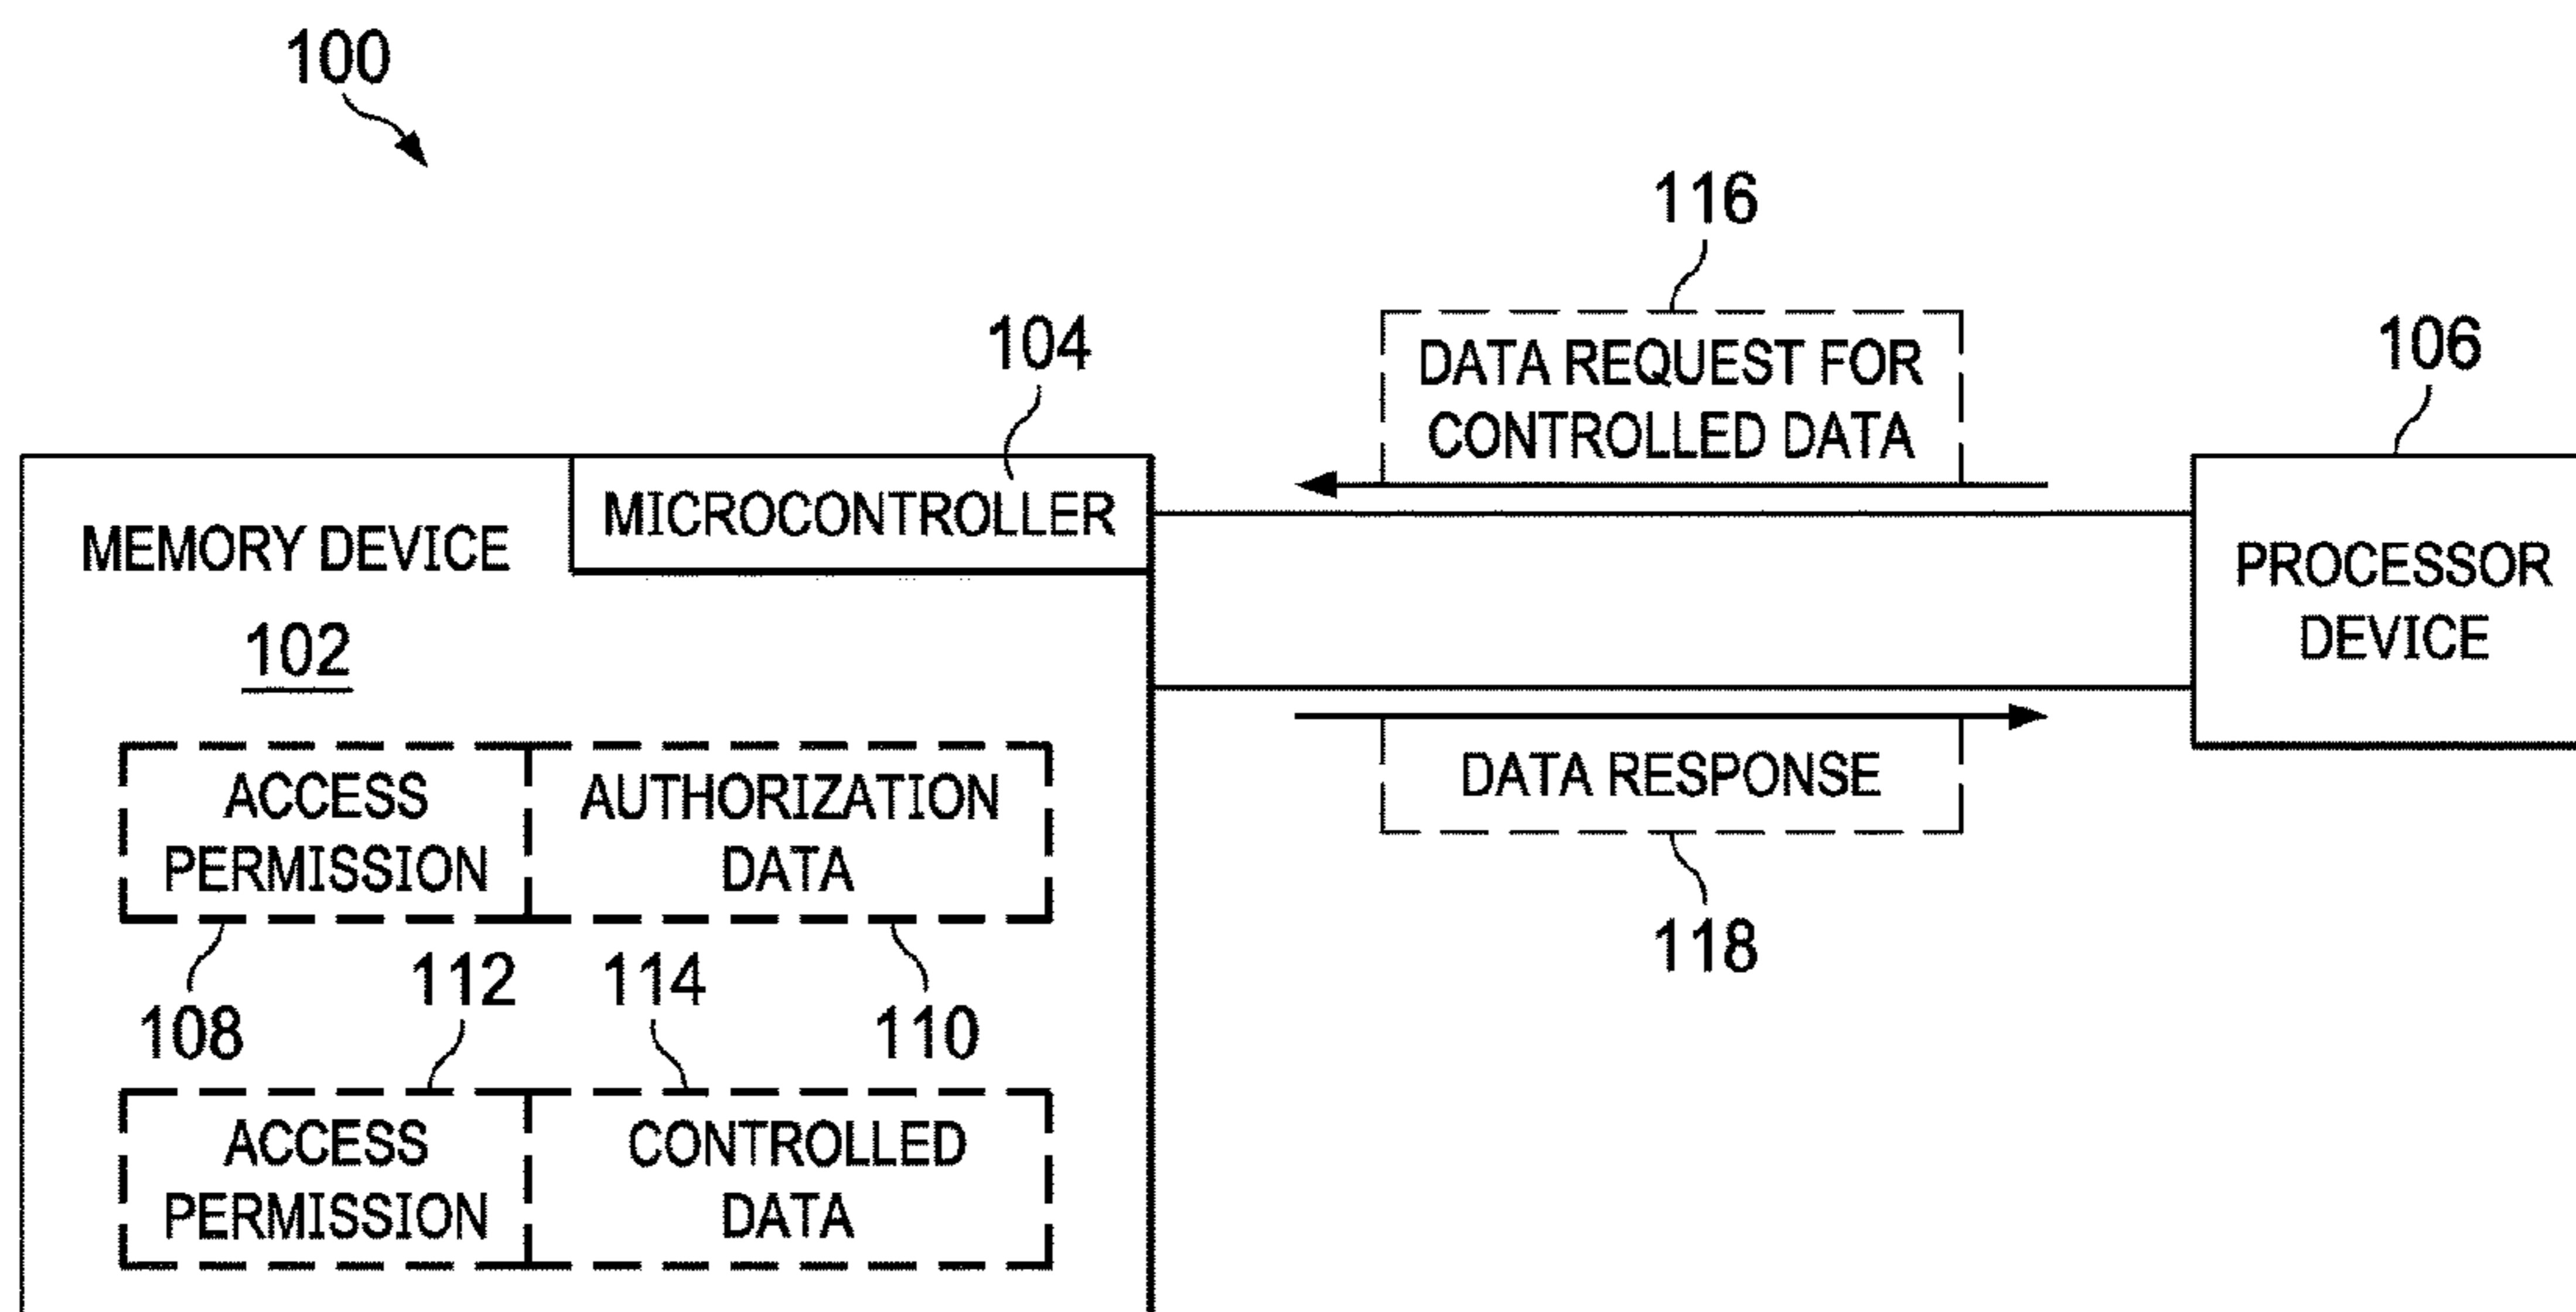 100
116
DATA REQUEST FOR
CONTROLLED DATA
104
106
MICROCONTROLLER
MEMORY DEVICE
102
PROCESSOR
DEVICE
ACCESS
PERMISSION
AUTHORIZATION
DATA
DATA RESPONSE
118
108
112
114
110
ACCESS
PERMISSION
CONTROLLED
DATA